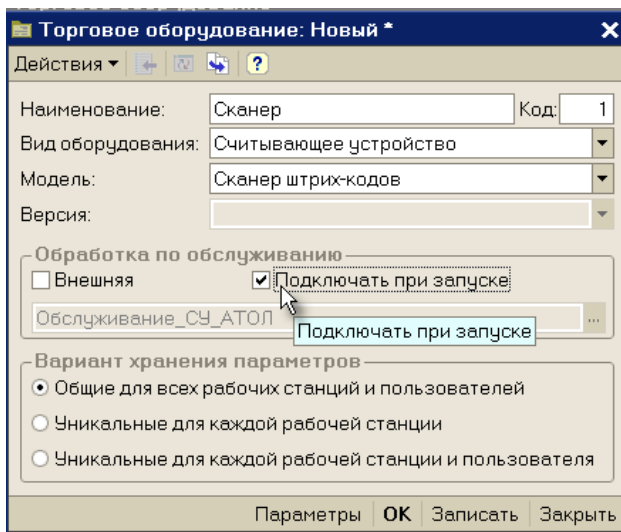 Торговое оборудование: Новый *
Действия
Наименование: Сканер Код: 1
Вид оборудования: Считывающее устройство
Модель: Сканер штрих-кодов
Версия:
Обработка по обслуживанию
Внешняя Подключать при запуске
Обслуживание_СУ_АТОЛ ...
Подключать при запуске
Вариант хранения параметров
Общие для всех рабочих станций и пользователей
Уникальные для каждой рабочей станции
Уникальные для каждой рабочей станции и пользователя
Параметры OK Записать Закрыть